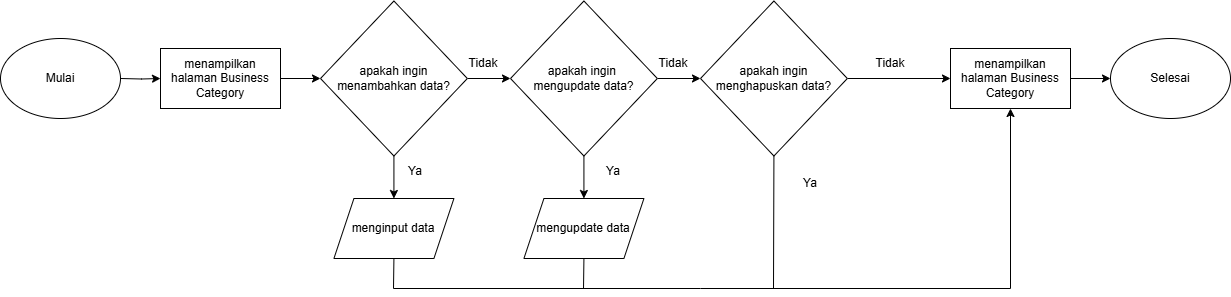 Mulai
menampilkan
halaman Business
Category
apakah ingin
menambahkan data?
Tidak
apakah ingin
mengupdate data?
Tidak
apakah ingin
menghapuskan data?
Tidak
menampilkan
halaman Business
Category
Selesai
Ya
Ya
Ya
menginput data
mengupdate data